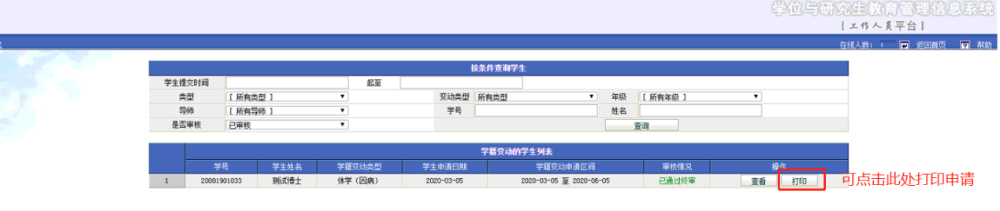 学位与研究生教育管理信息系统
|工作人员平台|
在线人数： 1 返回首页 帮助
按条件查询学生
学生提交时间 起至
类型 [ 所有类型 ] 变动类型 所有类型 年级 [ 所有年级 ]
导师 [ 所有导师 ] 学号 姓名
是否审核 已审核 查询
学籍变动的学生列表
学号 学生姓名 学籍变动类型 学生申请日期 学籍变动申请区间 审核情况 操作
1 20081901033 测试博士 休学（因病） 2020-03-05 2020-03-05 至 2020-06-05 已通过终审 查看 打印 可点击此处打印申请